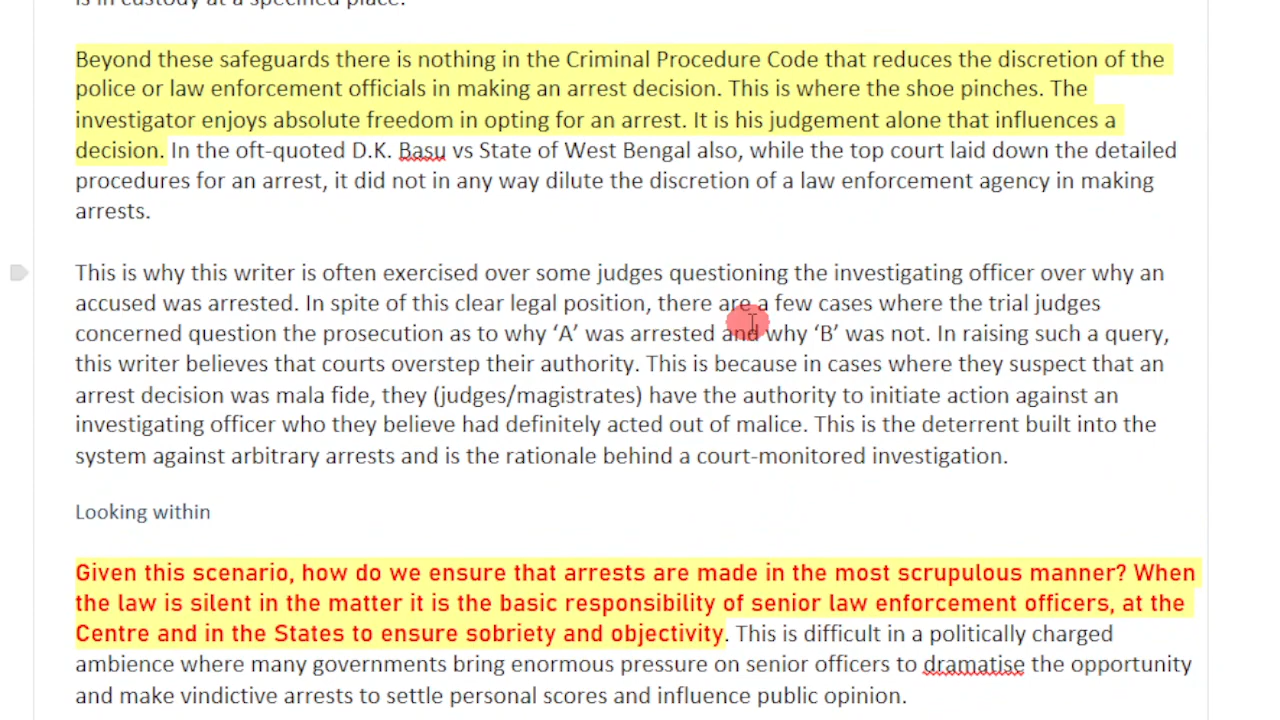 is in custody at a specified place.
Beyond these safeguards there is nothing in the Criminal Procedure Code that reduces the discretion of the
police or law enforcement officials in making an arrest decision. This is where the shoe pinches. The
investigator enjoys absolute freedom in opting for an arrest. It is his judgement alone that influences a
decision. In the oft-quoted D.K. Basu vs State of West Bengal also, while the top court laid down the detailed
procedures for an arrest, it did not in any way dilute the discretion of a law enforcement agency in making
arrests.
This is why this writer is often exercised over some judges questioning the investigating officer over why an
accused was arrested. In spite of this clear legal position, there are a few cases where the trial judges
concerned question the prosecution as to why ‘A’ was arrested and why ‘B’ was not. In raising such a query,
this writer believes that courts overstep their authority. This is because in cases where they suspect that an
arrest decision was mala fide, they (judges/magistrates) have the authority to initiate action against an
investigating officer who they believe had definitely acted out of malice. This is the deterrent built into the
system against arbitrary arrests and is the rationale behind a court-monitored investigation.
Looking within
Given this scenario, how do we ensure that arrests are made in the most scrupulous manner? When
the law is silent in the matter it is the basic responsibility of senior law enforcement officers, at the
Centre and in the States to ensure sobriety and objectivity. This is difficult in a politically charged
ambience where many governments bring enormous pressure on senior officers to dramatise the opportunity
and make vindictive arrests to settle personal scores and influence public opinion.